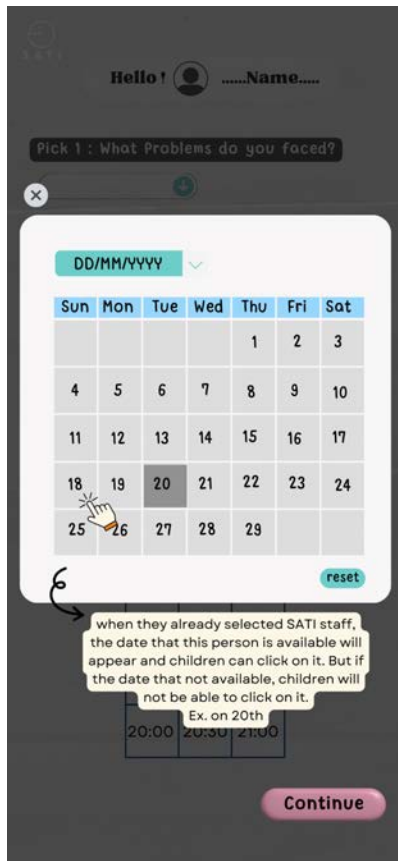 SATI
Hello ! ......Name.....
Pick 1 : What Problems do you faced?
DD/MM/YYYY
Sun Mon Tue Wed Thu Fri Sat
1 2 3
4 5 6 7 8 9 10
11 12 13 14 15 16 17
18 19 20 21 22 23 24
25 26 27 28 29
reset
when they already selected SATI staff,
the date that this person is available will
appear and children can click on it. But if
the date that not available, children will
not be able to click on it.
Ex. on 20th
20:00 20:30 21:00
Continue